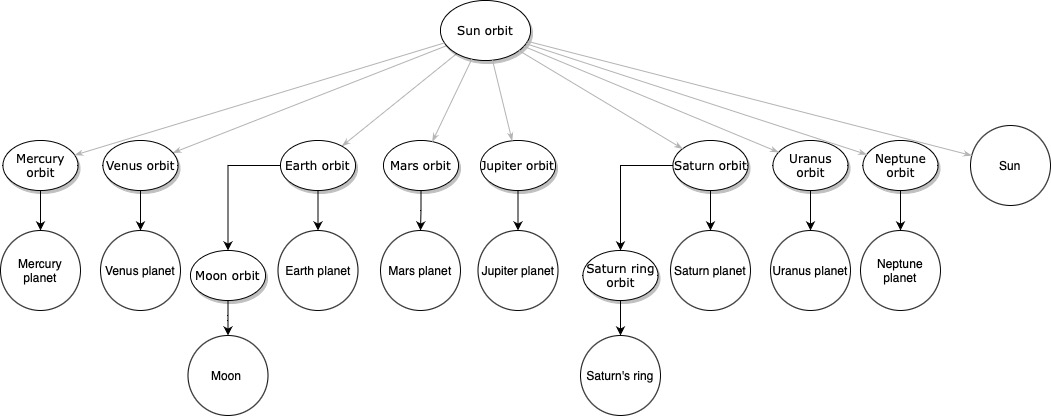 Sun orbit
Mercury
orbit
Venus orbit
Earth orbit
Mars orbit
Jupiter orbit
Saturn orbit
Uranus
orbit
Neptune
orbit
Sun
Mercury
planet
Venus planet
Moon orbit
Earth planet
Mars planet
Jupiter planet
Saturn ring
orbit
Saturn planet
Uranus planet
Neptune
planet
Moon
Saturn's ring